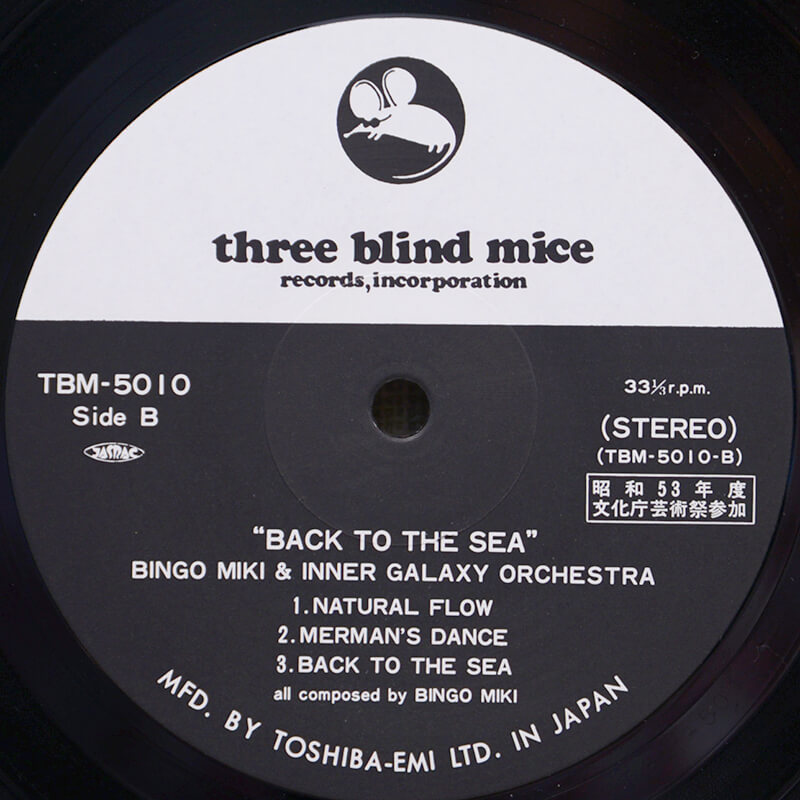 three blind mice
records, incorporation
TBM-5010
Side B
JASRAC
33⅓ r.p.m.
(STEREO)
(TBM-5010-B)
昭和53年度
文化庁芸術祭参加
“BACK TO THE SEA”
BINGO MIKI & INNER GALAXY ORCHESTRA
1. NATURAL FLOW
2. MERMAN'S DANCE
3. BACK TO THE SEA
all composed by BINGO MIKI
MFD. BY TOSHIBA-EMI LTD. IN JAPAN